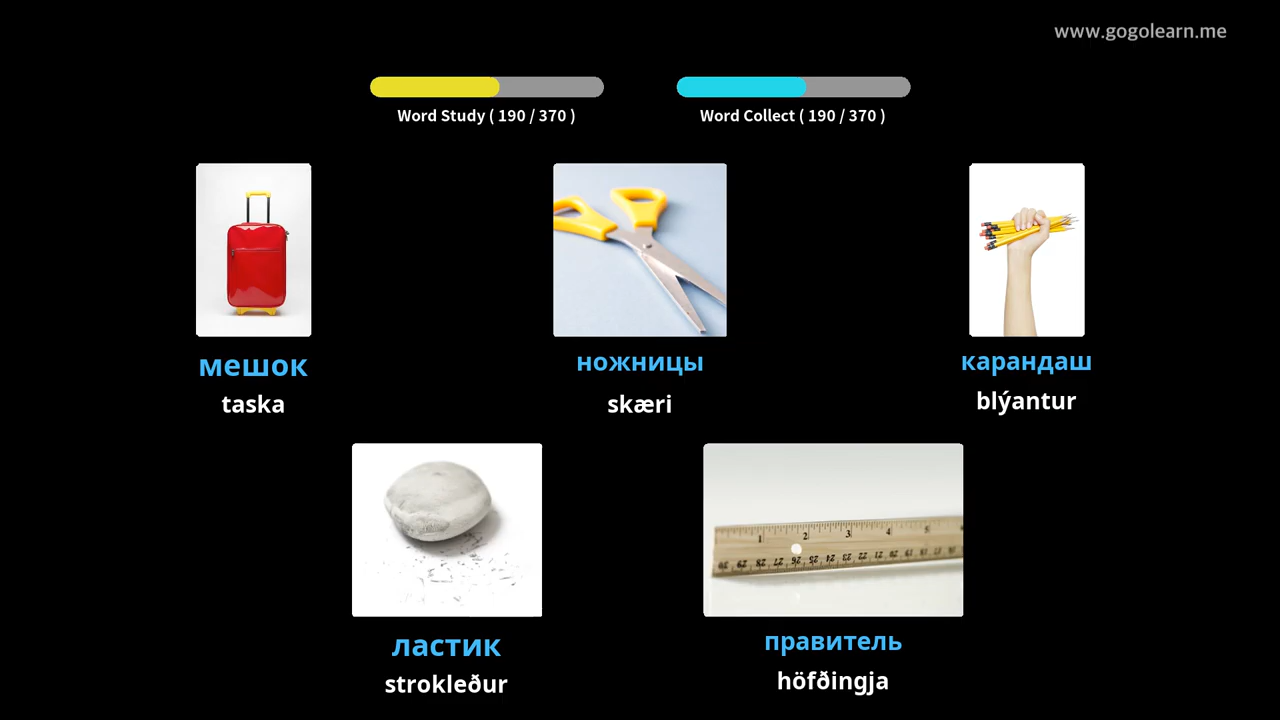 www.gogolearn.me
Word Study ( 190 / 370 )
Word Collect ( 190 / 370 )
мешок
taska
ножницы
skæri
карандаш
blýantur
ластик
strokleður
правитель
höfðingja